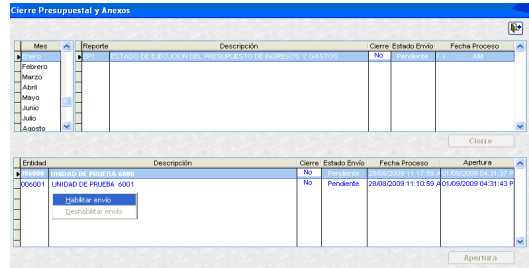 Cierre Presupuestal y Anexos
Mes Reporte Descripción Cierre Estado Envío Fecha Proceso
Enero EP1 ESTADO DE EJECUCION DEL PRESUPUESTO DE INGRESOS Y GASTOS No Pendiente / / AM
Febrero
Marzo
Abril
Mayo
Junio
Julio
Agosto
Cierre
Entidad Descripción Cierre Estado Envío Fecha Proceso Apertura
006000 UNIDAD DE PRUEBA 6000 No Pendiente 28/08/2009 11:17:59 A 01/09/2009 04:31:37 P
006001 UNIDAD DE PRUEBA 6001 No Pendiente 28/08/2009 11:10:59 A 01/09/2009 04:31:43 P
Habilitar envío
Deshabilitar envío
Apertura